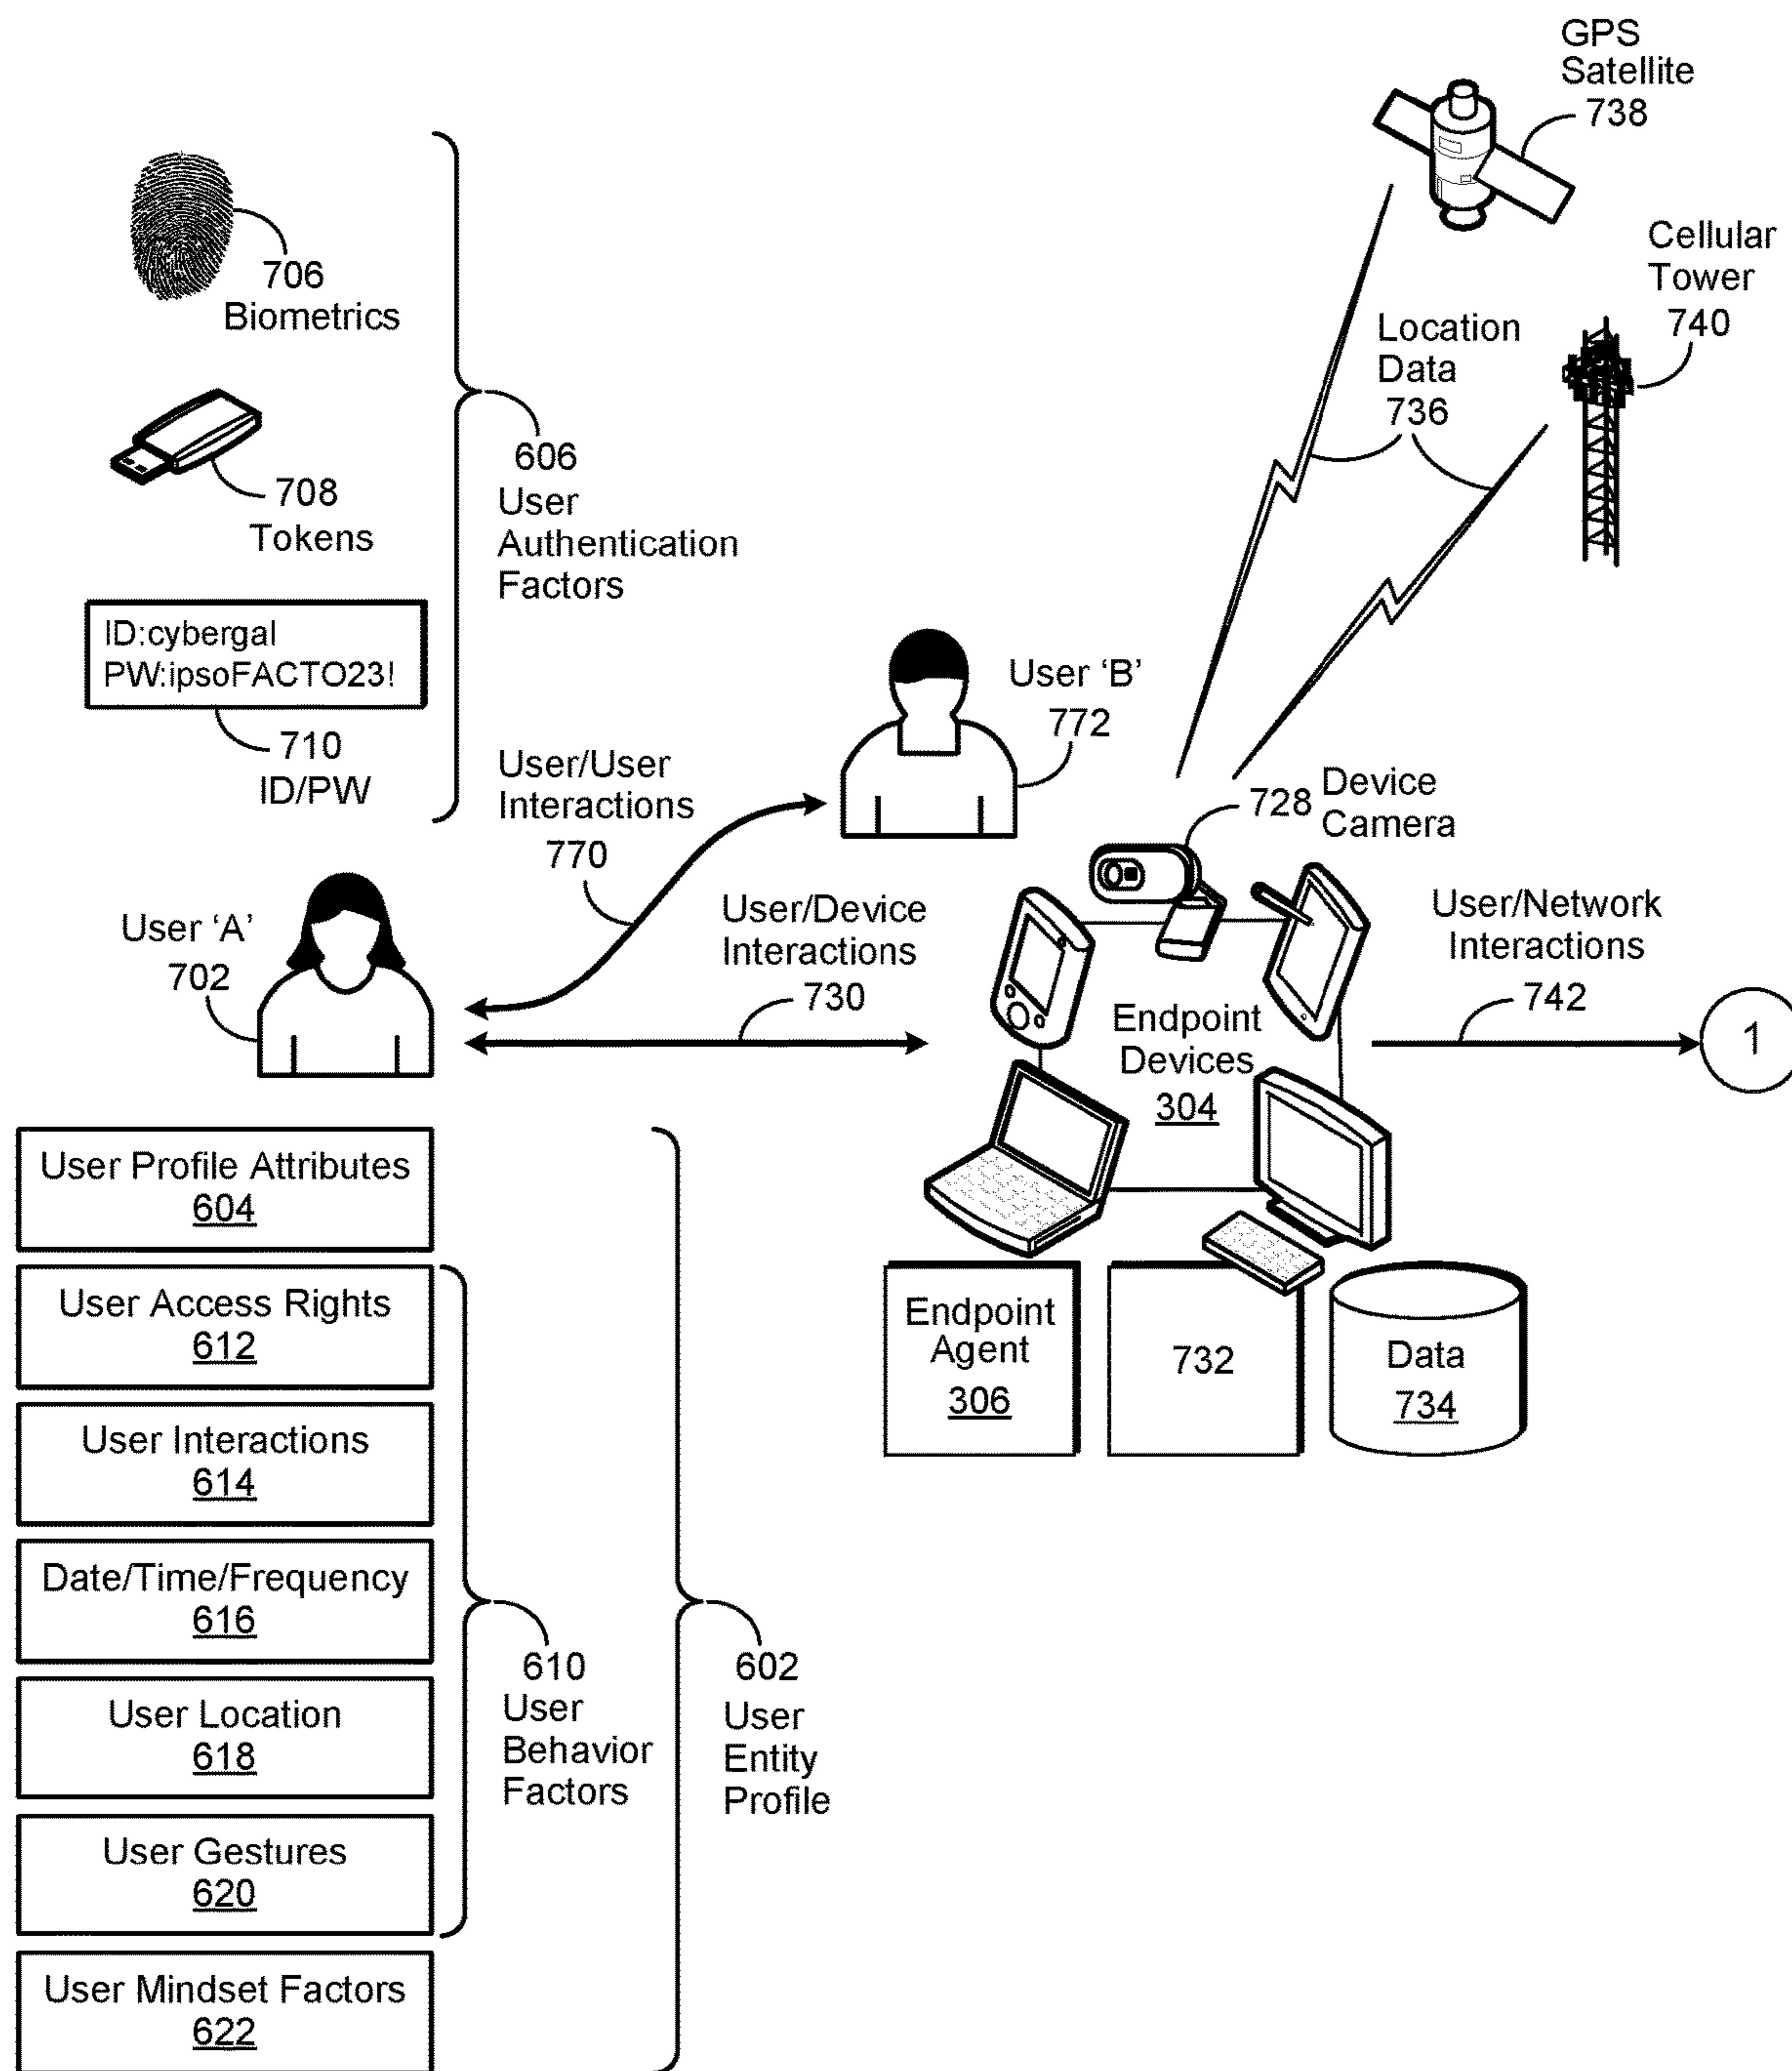 GPS
Satellite
738
Cellular
Tower
740
Location
Data
736
706
Biometrics
708
Tokens
ID:cybergal
PW:ipsoFACTO23!
710
ID/PW
606
User
Authentication
Factors
User 'B'
772
User/User
Interactions
770
728
Device
Camera
User 'A'
702
User/Device
Interactions
730
User/Network
Interactions
742
1
Endpoint
Devices
304
Endpoint
Agent
306
732
Data
734
User Profile Attributes
604
User Access Rights
612
User Interactions
614
Date/Time/Frequency
616
User Location
618
User Gestures
620
User Mindset Factors
622
610
User
Behavior
Factors
602
User
Entity
Profile